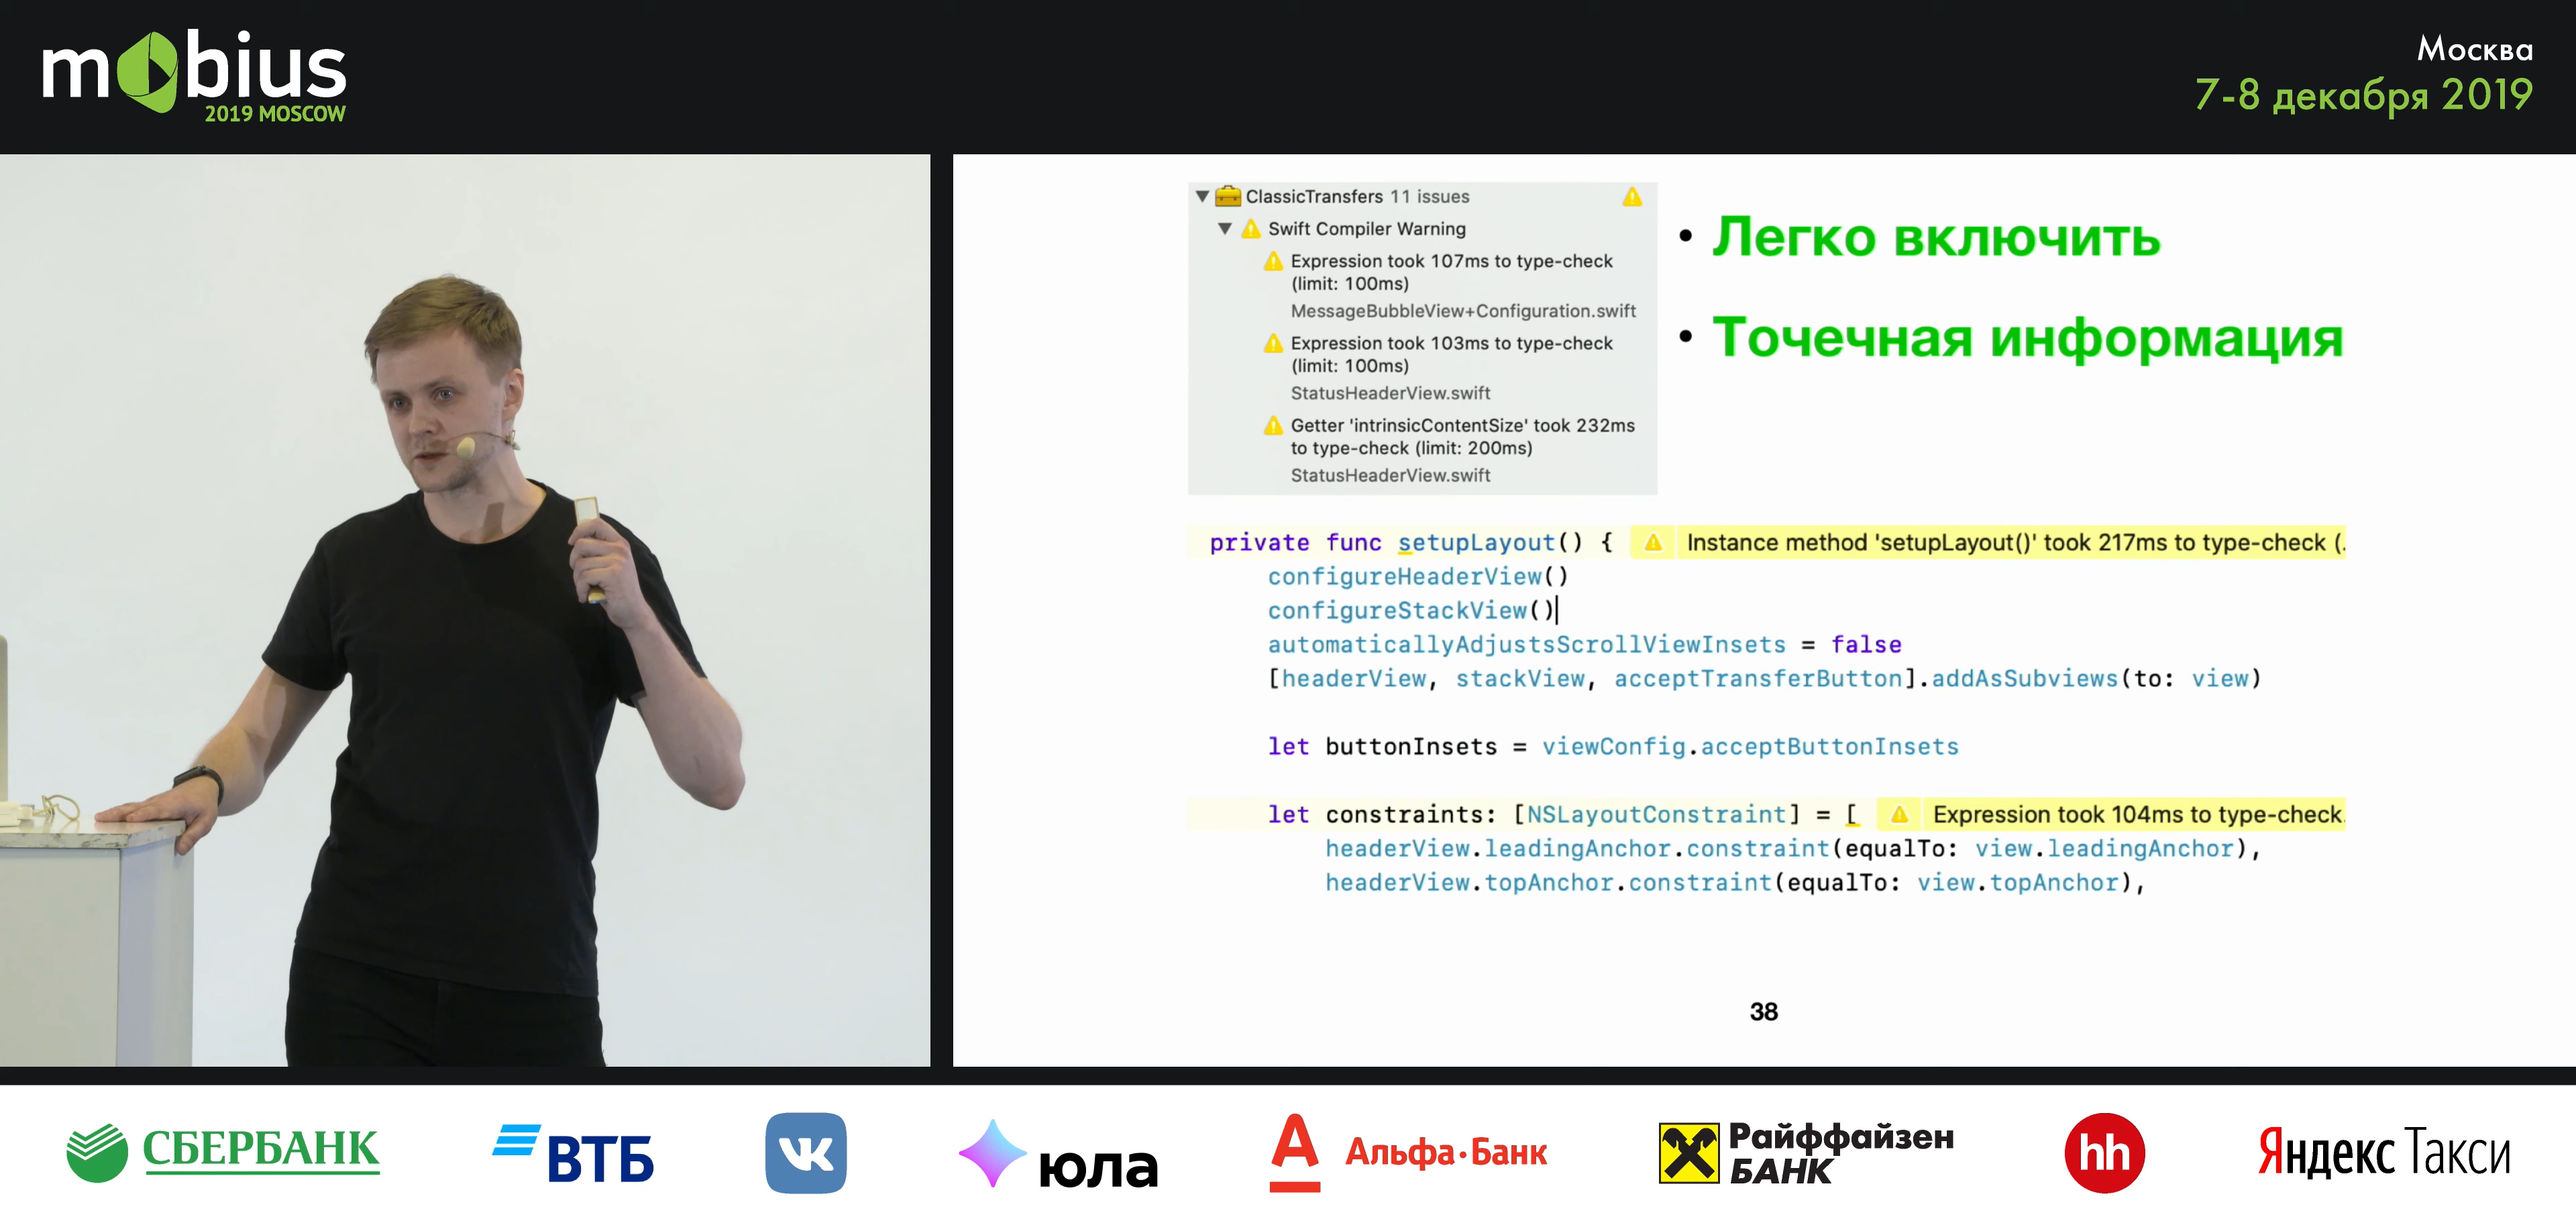 mobius
2019 MOSCOW
Москва
7-8 декабря 2019
ClassicTransfers 11 issues
Swift Compiler Warning
Expression took 107ms to type-check
(limit: 100ms)
MessageBubbleView+Configuration.swift
Expression took 103ms to type-check
(limit: 100ms)
StatusHeaderView.swift
Getter 'intrinsicContentSize' took 232ms
to type-check (limit: 200ms)
StatusHeaderView.swift
• Легко включить
• Точечная информация
private func setupLayout() { Instance method 'setupLayout()' took 217ms to type-check (.
configureHeaderView()
configureStackView()
automaticallyAdjustsScrollViewInsets = false
[headerView, stackView, acceptTransferButton].addAsSubviews(to: view)
let buttonInsets = viewConfig.acceptButtonInsets
let constraints: [NSLayoutConstraint] = [ Expression took 104ms to type-check.
headerView.leadingAnchor.constraint(equalTo: view.leadingAnchor),
headerView.topAnchor.constraint(equalTo: view.topAnchor),
38
СБЕРБАНК
ВТБ
VK
юла
А
Альфа·Банк
Райффайзен
БАНК
hh
Яндекс Такси